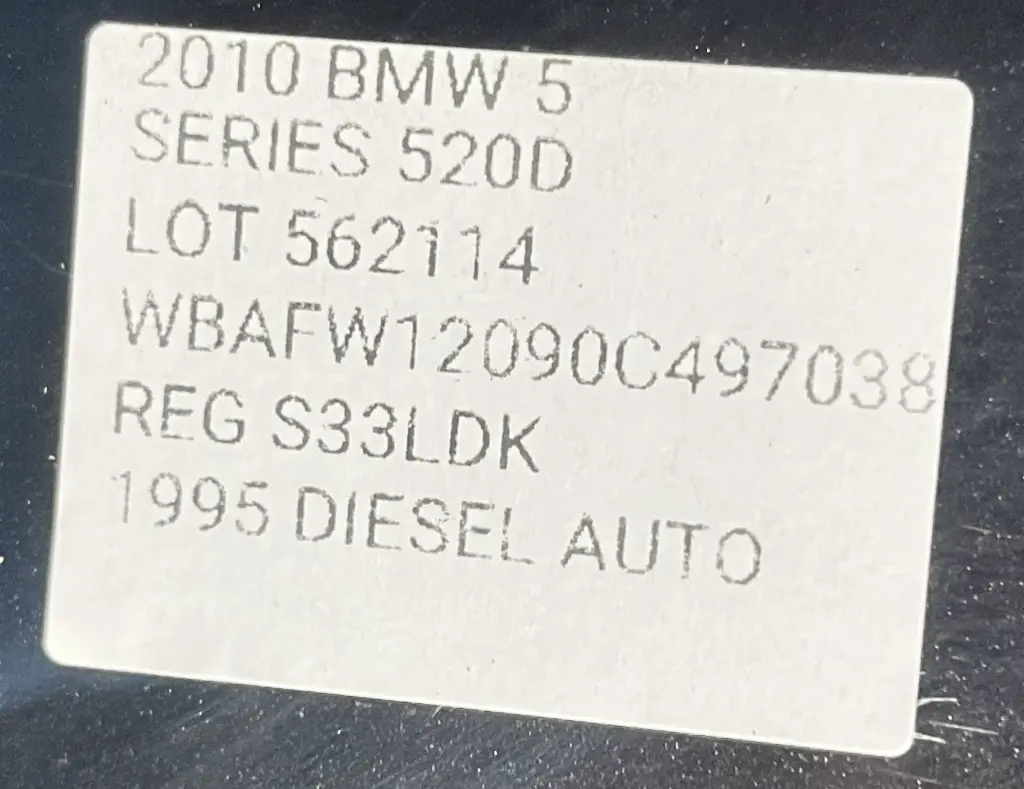 2010 BMW 5
SERIES 520D
LOT 562114
WBAFW12090C497038
REG S33LDK
1995 DIESEL AUTO